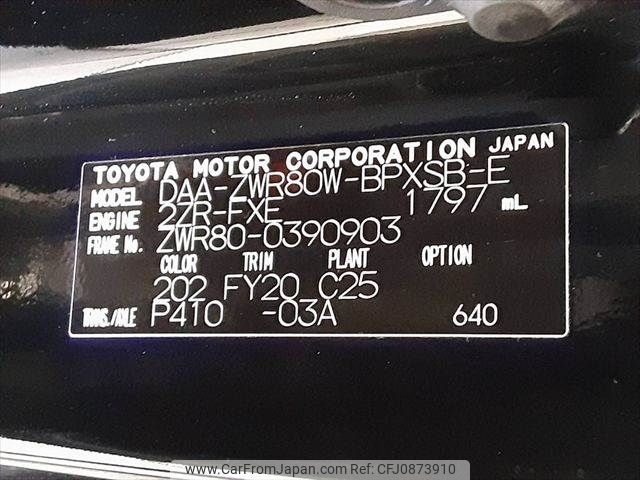 TOYOTA MOTOR CORPORATION JAPAN
MODEL DAA-ZWR80W-BPXSB-E
ENGINE 2ZR-FXE 1797 mL
FRAME No. ZWR80-0390903
COLOR TRIM PLANT OPTION
202 FY20 C25
TRANS./AXLE P410 -03A 640
www.CarFromJapan.com | REF NO: CFJ0873910